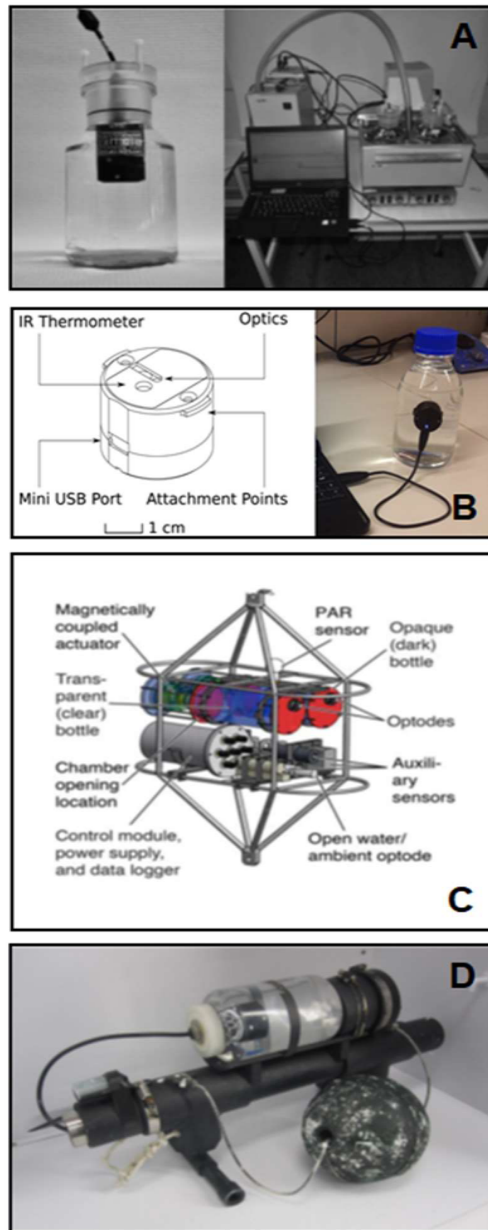 A
IR Thermometer
Optics
Mini USB Port
Attachment Points
1 cm
B
Magnetically
coupled
actuator
PAR
sensor
Opaque
(dark)
bottle
Trans-
parent
(clear)
bottle
Optodes
Chamber
opening
location
Auxili-
ary
sensors
Control module,
power supply,
and data logger
Open water/
ambient optode
C
D